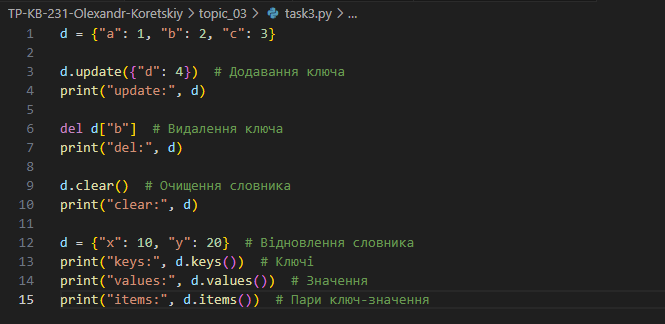 TP-KB-231-Olexandr-Koretskiy > topic_03 > task3.py > ...
1 d = {"a": 1, "b": 2, "c": 3}
2
3 d.update({"d": 4})  # Додавання ключа
4 print("update:", d)
5
6 del d["b"]  # Видалення ключа
7 print("del:", d)
8
9 d.clear()  # Очищення словника
10 print("clear:", d)
11
12 d = {"x": 10, "y": 20}  # Відновлення словника
13 print("keys:", d.keys())  # Ключі
14 print("values:", d.values())  # Значення
15 print("items:", d.items())  # Пари ключ-значення